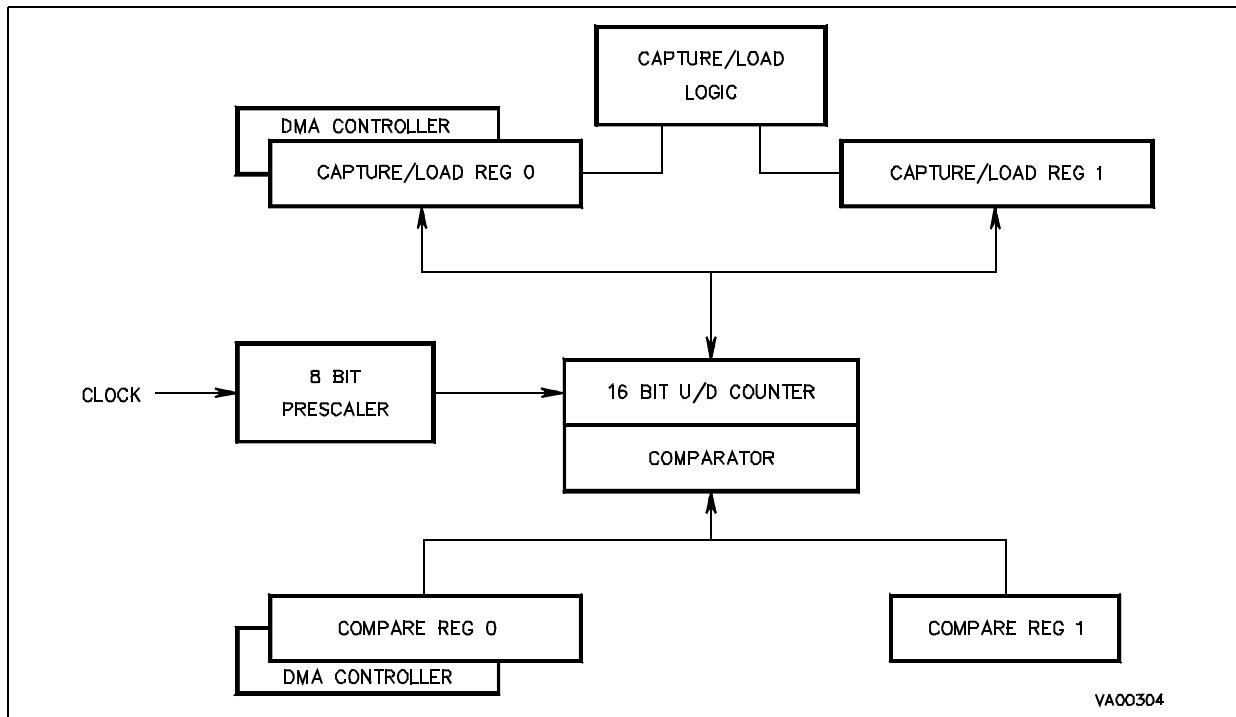 CAPTURE/LOAD
LOGIC
DMA CONTROLLER
CAPTURE/LOAD REG 0
CAPTURE/LOAD REG 1
CLOCK
8 BIT
PRESCALER
16 BIT U/D COUNTER
COMPARATOR
COMPARE REG 0
COMPARE REG 1
DMA CONTROLLER
VA00304